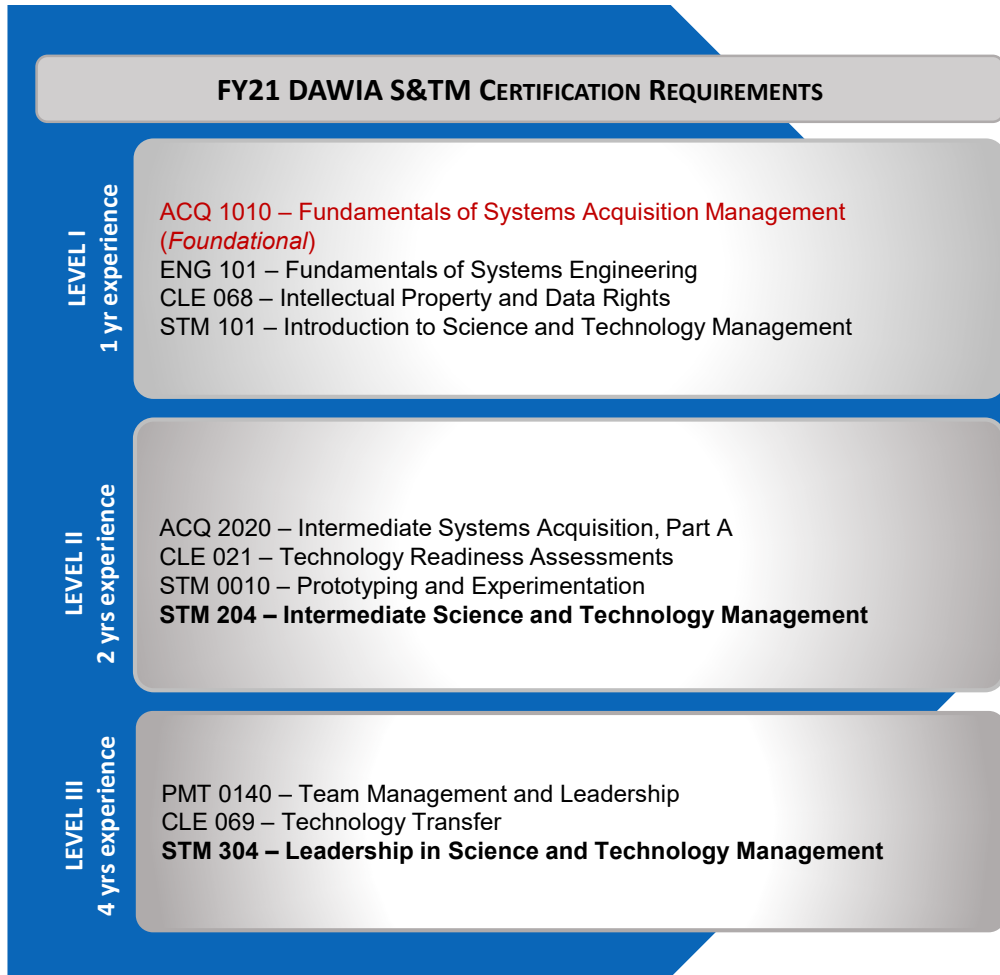 FY21 DAWIA S&TM CERTIFICATION REQUIREMENTS
LEVEL I
1 yr experience
ACQ 1010 – Fundamentals of Systems Acquisition Management
(Foundational)
ENG 101 – Fundamentals of Systems Engineering
CLE 068 – Intellectual Property and Data Rights
STM 101 – Introduction to Science and Technology Management
LEVEL II
2 yrs experience
ACQ 2020 – Intermediate Systems Acquisition, Part A
CLE 021 – Technology Readiness Assessments
STM 0010 – Prototyping and Experimentation
STM 204 – Intermediate Science and Technology Management
LEVEL III
4 yrs experience
PMT 0140 – Team Management and Leadership
CLE 069 – Technology Transfer
STM 304 – Leadership in Science and Technology Management